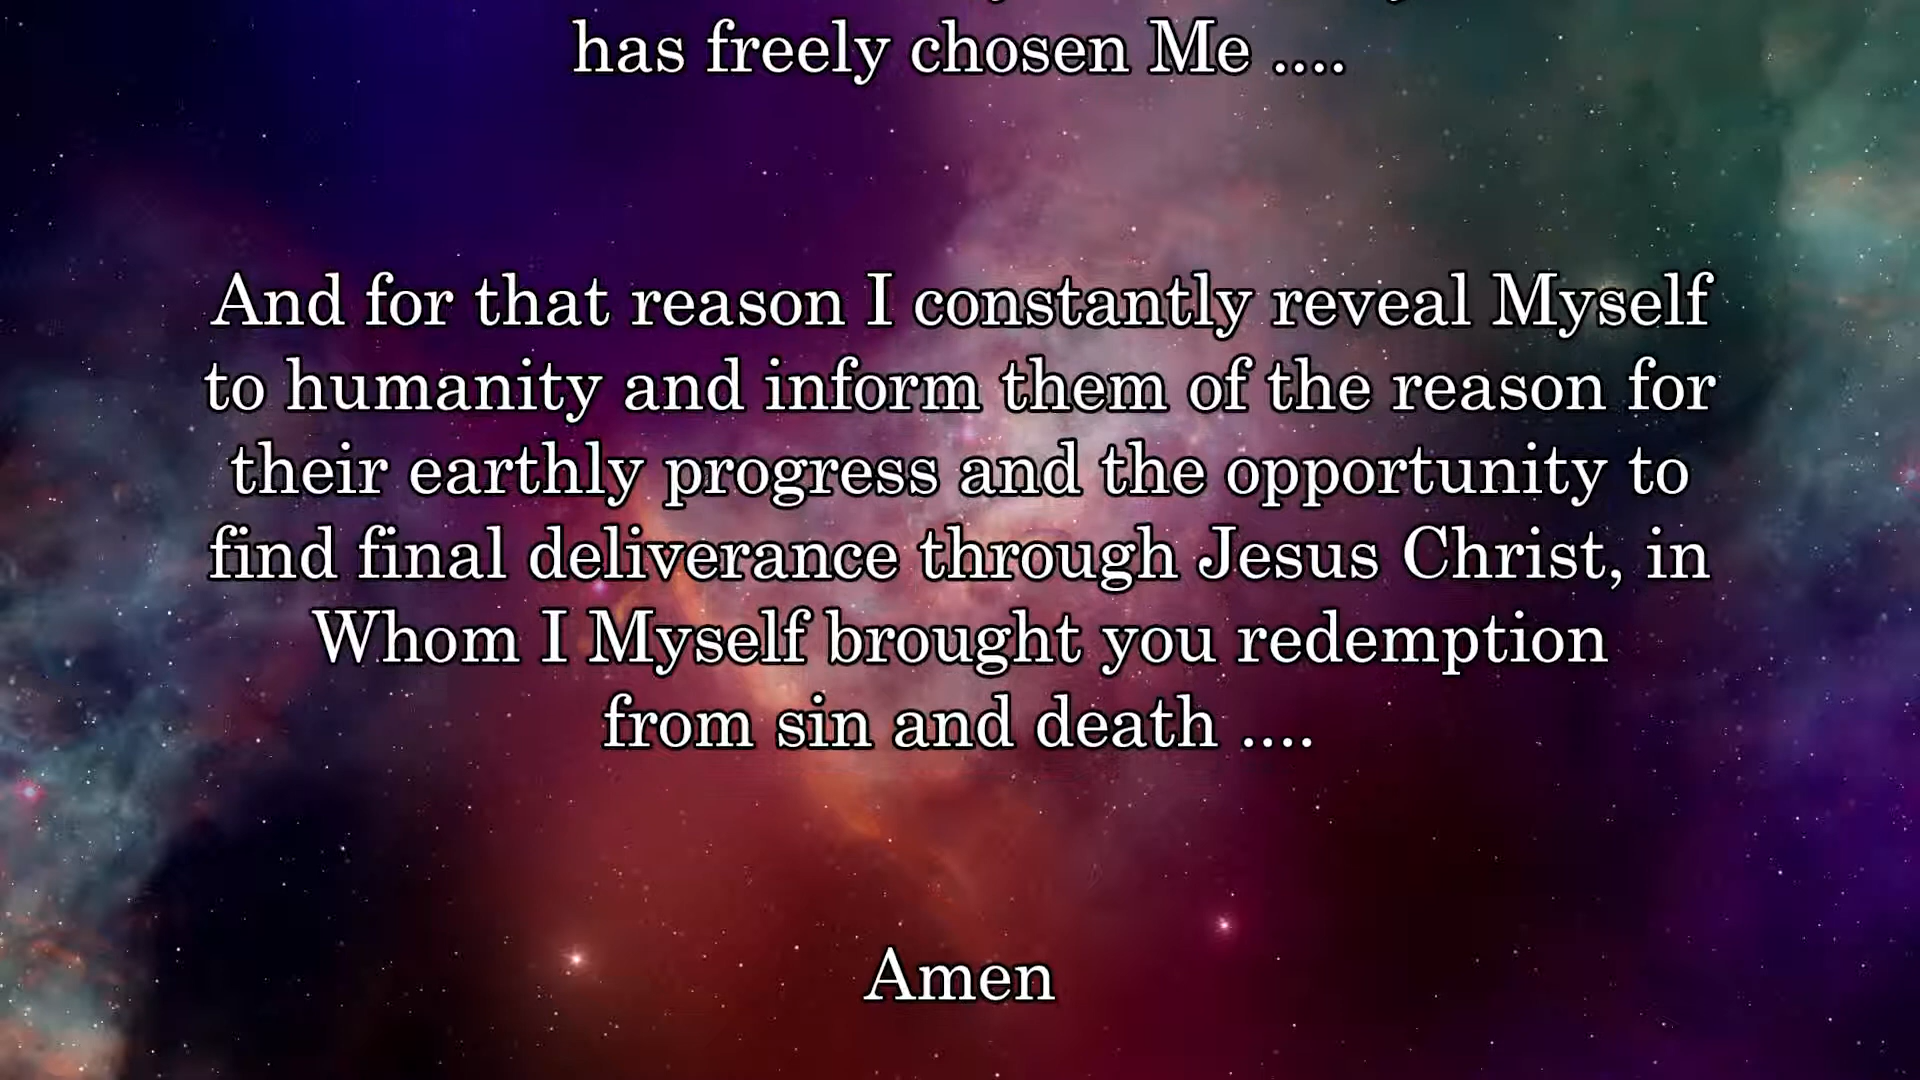 has freely chosen Me ....
And for that reason I constantly reveal Myself
to humanity and inform them of the reason for
their earthly progress and the opportunity to
find final deliverance through Jesus Christ, in
Whom I Myself brought you redemption
from sin and death ....
Amen